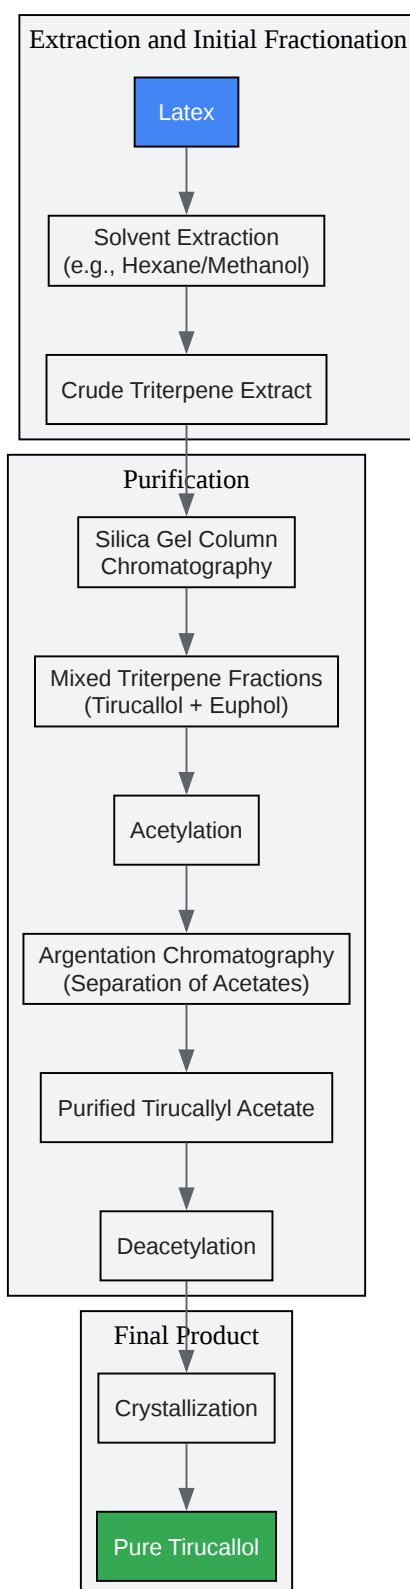 Extraction and Initial Fractionation
Latex
Solvent Extraction
(e.g., Hexane/Methanol)
Crude Triterpene Extract
Purification
Silica Gel Column
Chromatography
Mixed Triterpene Fractions
(Tirucallol + Euphol)
Acetylation
Argentation Chromatography
(Separation of Acetates)
Purified Tirucallyl Acetate
Deacetylation
Final Product
Crystallization
Pure Tirucallol